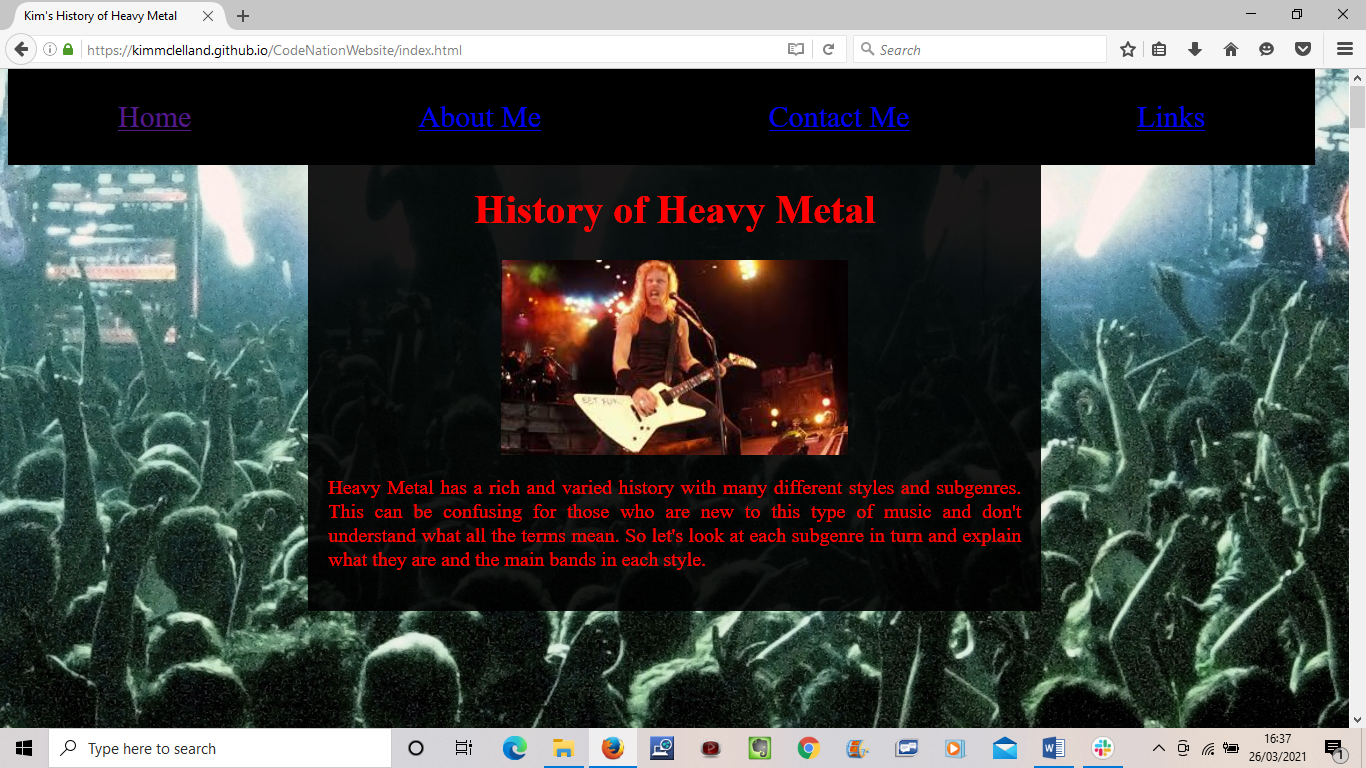 Kim's History of Heavy Metal
https://kimmclelland.github.io/CodeNationWebsite/index.html
Search
Home About Me Contact Me Links
History of Heavy Metal
Heavy Metal has a rich and varied history with many different styles and subgenres.
This can be confusing for those who are new to this type of music and don't
understand what all the terms mean. So let's look at each subgenre in turn and explain
what they are and the main bands in each style.
Type here to search
16:37
26/03/2021
1